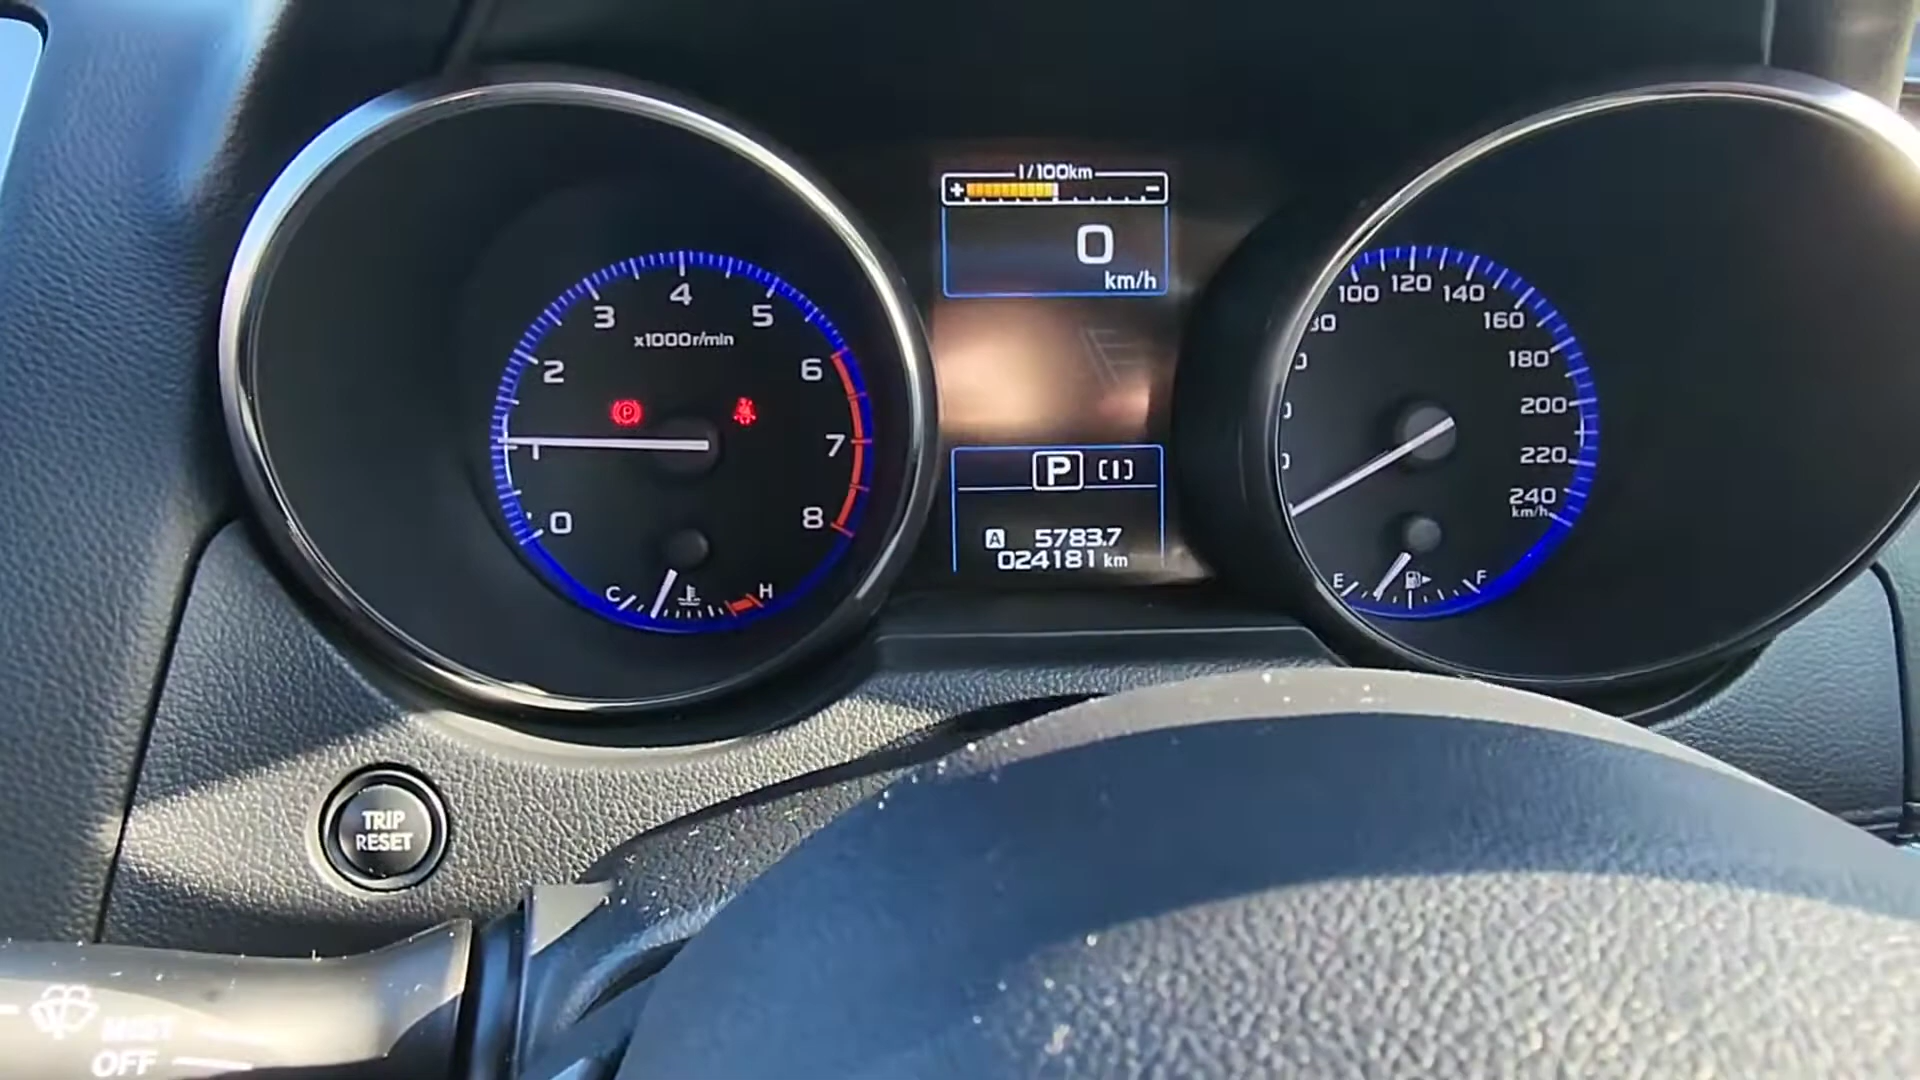 l/100km
+ -
0
km/h
0 1 2 3 4 5 6 7 8
x1000r/min
P
C H
P [I]
A 5783.7
024181 km
100 120 140 160 180 200 220 240
km/h
E F
TRIP
RESET
MIST
OFF